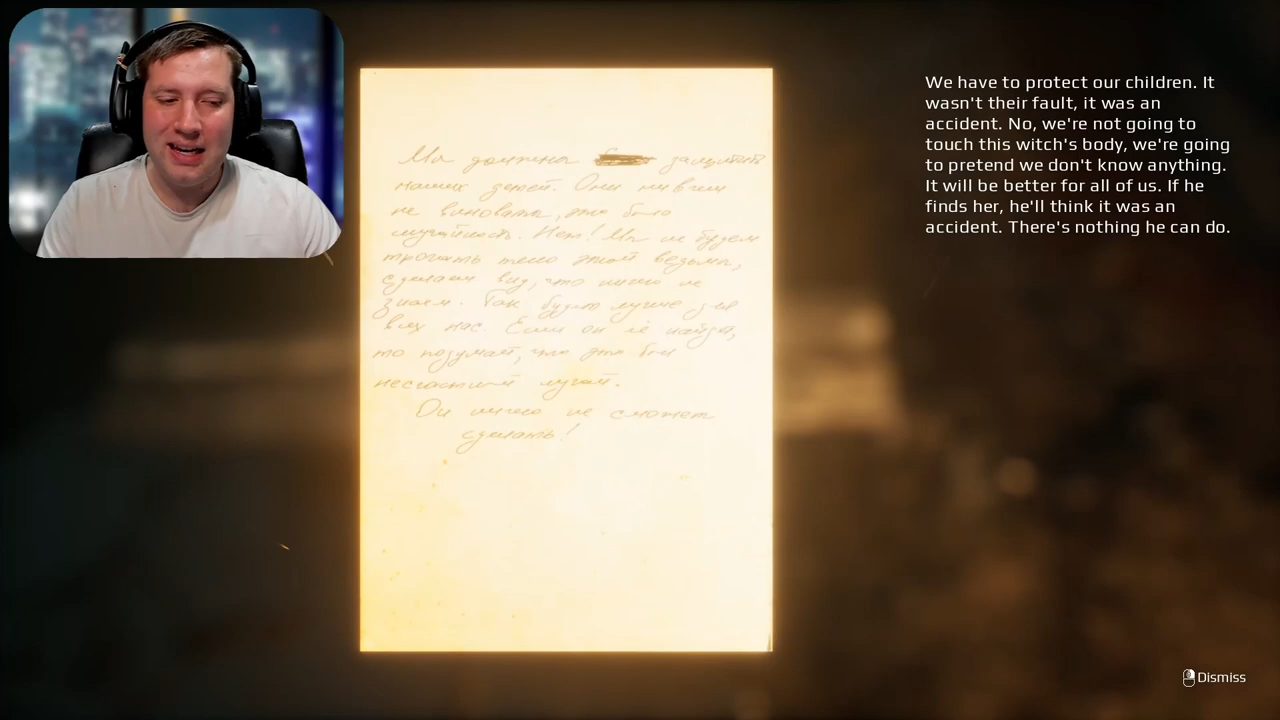 Мы должны защитить
наших детей. Они ни в чем
не виноваты, это была
случайность. Нет! Мы не будем
трогать тело этой ведьмы,
сделаем вид, что ничего не
знаем. Так будет лучше для
всех нас. Если он её найдёт,
то подумает, что это был
несчастный случай.
Он ничего не сможет
сделать!
We have to protect our children. It
wasn't their fault, it was an
accident. No, we're not going to
touch this witch's body, we're going
to pretend we don't know anything.
It will be better for all of us. If he
finds her, he'll think it was an
accident. There's nothing he can do.
Dismiss